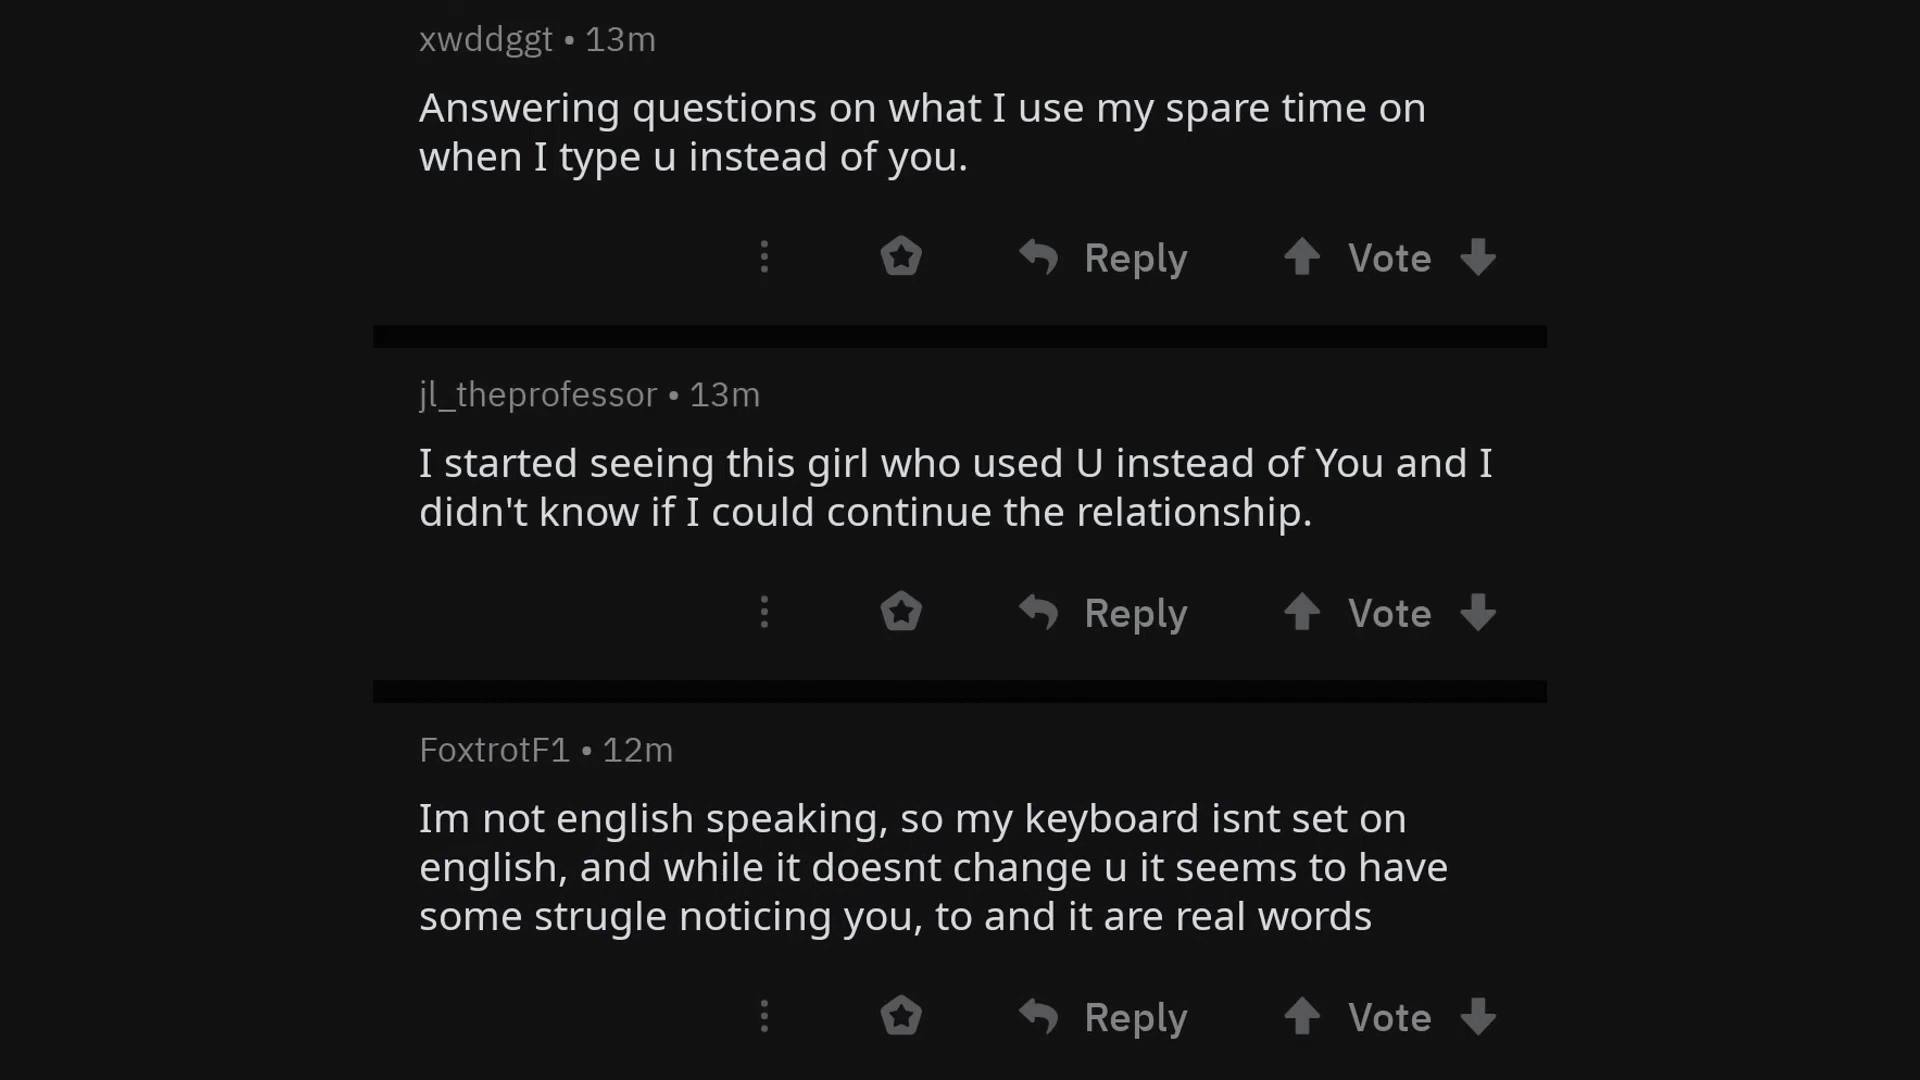 xwddggt • 13m
Answering questions on what I use my spare time on
when I type u instead of you.
Reply
Vote
jl_theprofessor • 13m
I started seeing this girl who used U instead of You and I
didn't know if I could continue the relationship.
Reply
Vote
FoxtrotF1 • 12m
Im not english speaking, so my keyboard isnt set on
english, and while it doesnt change u it seems to have
some strugle noticing you, to and it are real words
Reply
Vote